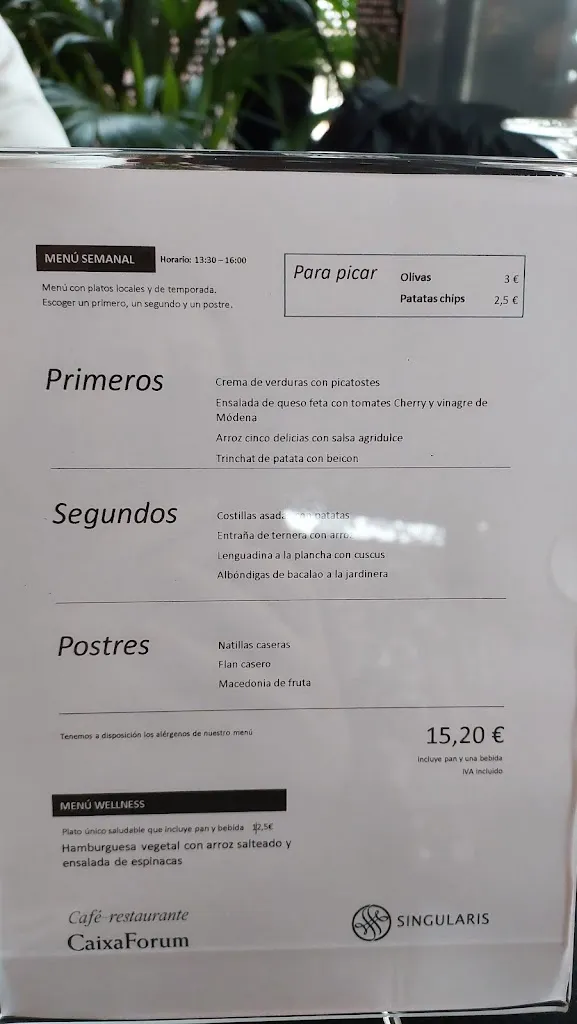 MENÚ SEMANAL Horario: 13:30 – 16:00
Menú con platos locales y de temporada.
Escoger un primero, un segundo y un postre.
Para picar
Olivas 3 €
Patatas chips 2,5 €
Primeros
Crema de verduras con picatostes
Ensalada de queso feta con tomates Cherry y vinagre de
Módena
Arroz cinco delicias con salsa agridulce
Trinchat de patata con beicon
Segundos
Costillas asadas con patatas
Entraña de ternera con arroz
Lenguadina a la plancha con cuscus
Albóndigas de bacalao a la jardinera
Postres
Natillas caseras
Flan casero
Macedonia de fruta
Tenemos a disposición los alérgenos de nuestro menú
15,20 €
incluye pan y una bebida
IVA incluido
MENÚ WELLNESS
Plato único saludable que incluye pan y bebida 12,5€
Hamburguesa vegetal con arroz salteado y
ensalada de espinacas
Café-restaurante
CaixaForum
SINGULARIS